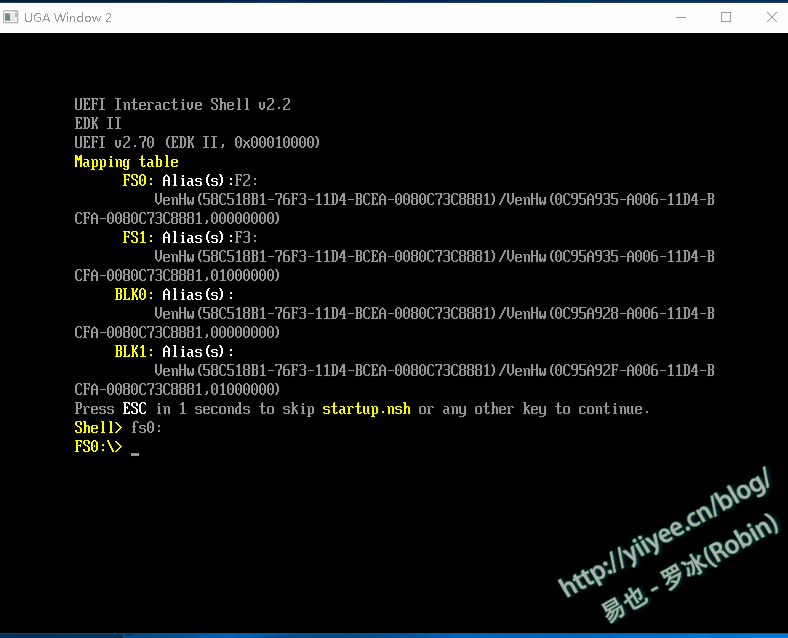 UGA Window 2
UEFI Interactive Shell v2.2
EDK II
UEFI v2.70 (EDK II, 0x00010000)
Mapping table
FS0: Alias(s):F2:
VenHw(58C518B1-76F3-11D4-BCEA-0080C73C8881)/VenHw(0C95A935-A006-11D4-B
CFA-0080C73C8881,00000000)
FS1: Alias(s):F3:
VenHw(58C518B1-76F3-11D4-BCEA-0080C73C8881)/VenHw(0C95A935-A006-11D4-B
CFA-0080C73C8881,01000000)
BLK0: Alias(s):
VenHw(58C518B1-76F3-11D4-BCEA-0080C73C8881)/VenHw(0C95A928-A006-11D4-B
CFA-0080C73C8881,00000000)
BLK1: Alias(s):
VenHw(58C518B1-76F3-11D4-BCEA-0080C73C8881)/VenHw(0C95A92F-A006-11D4-B
CFA-0080C73C8881,01000000)
Press ESC in 1 seconds to skip startup.nsh or any other key to continue.
Shell> fs0:
FS0:\> _
http://yiiyee.cn/blog/
易也 - 罗冰(Robin)